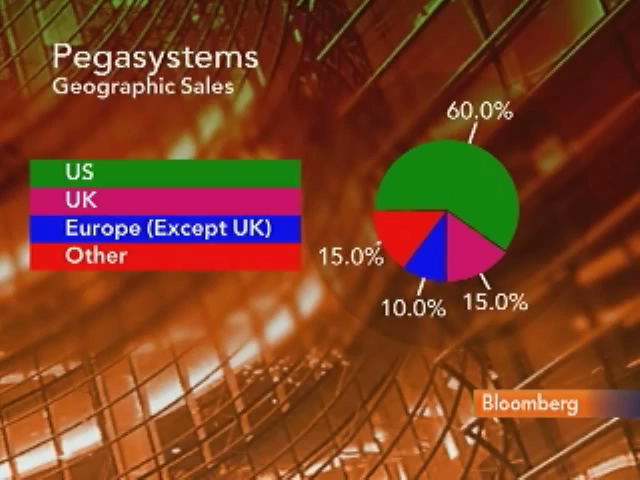 Pegasystems
Geographic Sales
US
UK
Europe (Except UK)
Other
60.0%
15.0%
10.0%
15.0%
Bloomberg